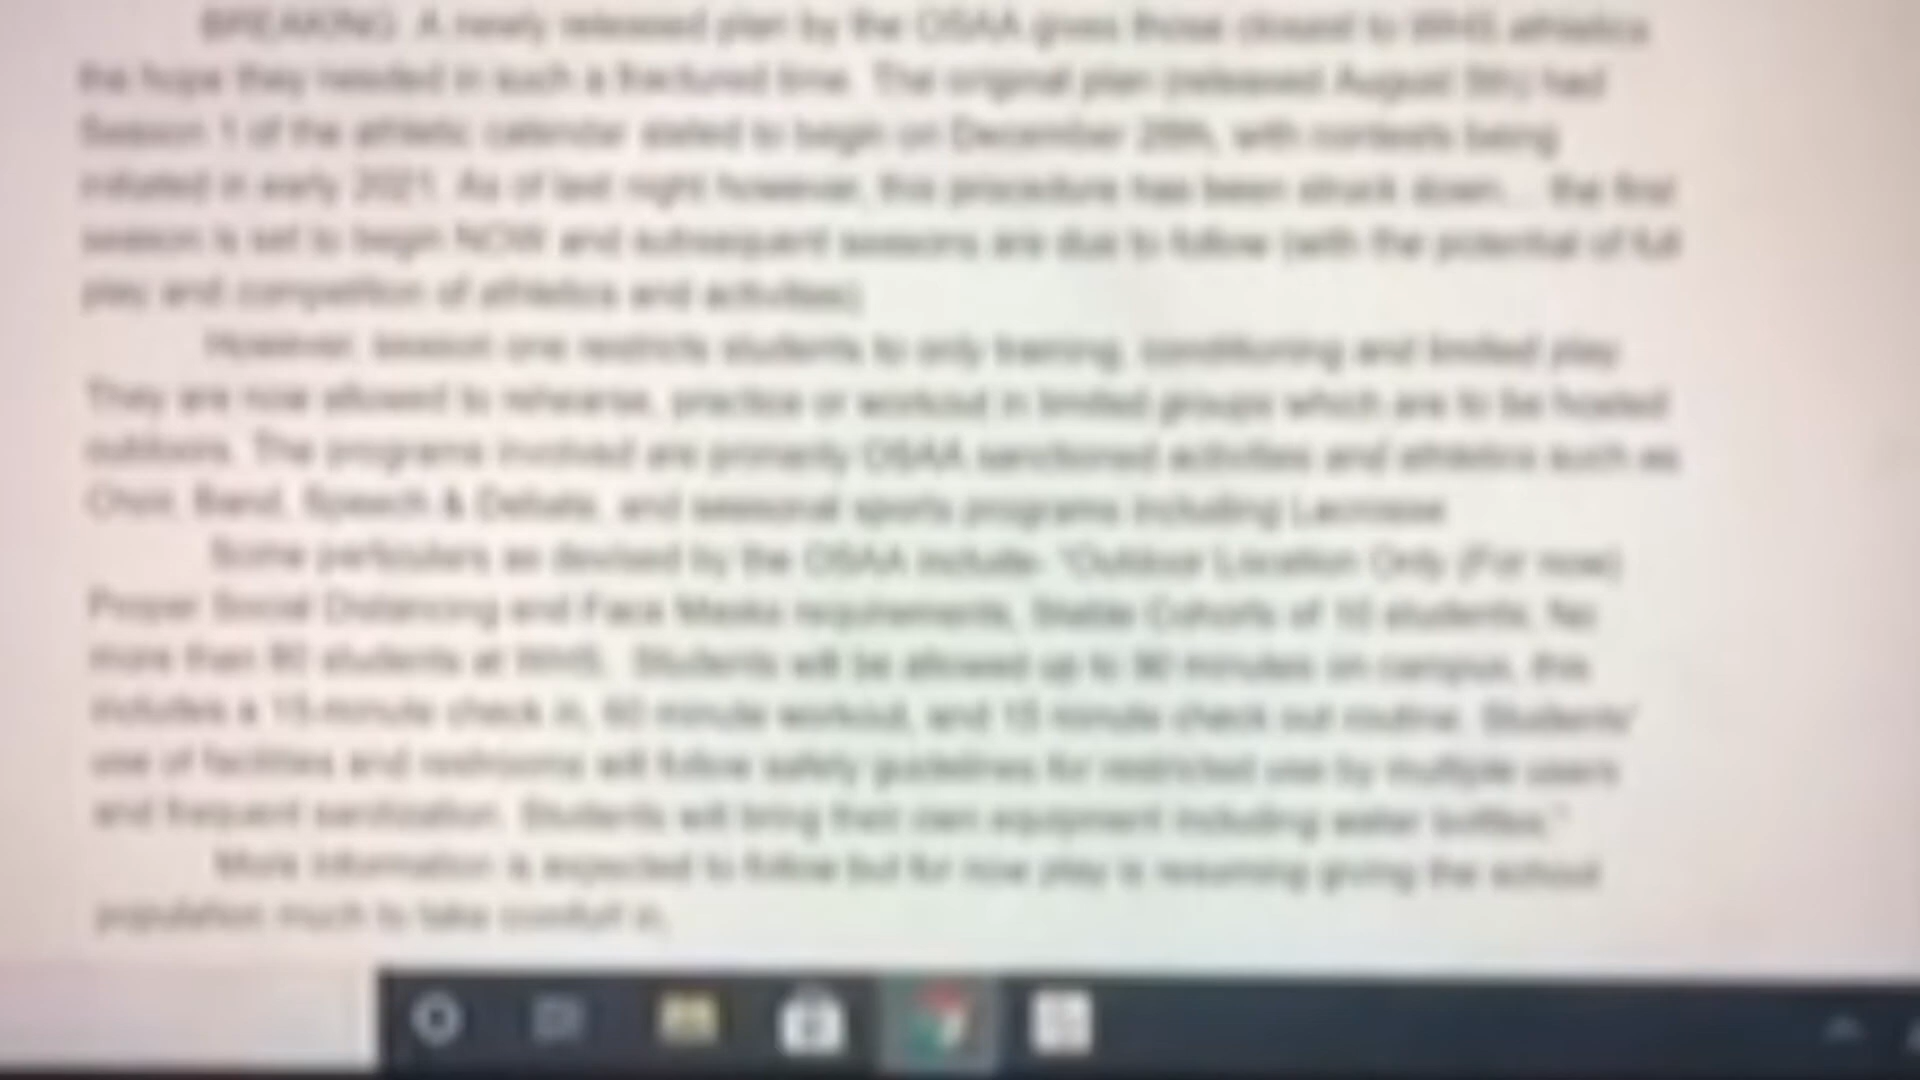 BREAKING: A newly released plan by the OSAA gives those closest to WHS athletics
the hope they needed in such a fractured time. The original plan (released August 5th) had
Season 1 of the athletic calendar slated to begin on December 28th, with contests being
initiated in early 2021. As of last night however, this procedure has been struck down... the first
season is set to begin NOW and subsequent seasons are due to follow (with the potential of full
play and competition of athletics and activities)
However, season one restricts students to only training, conditioning and limited play.
They are now allowed to rehearse, practice or workout in limited groups which are to be hosted
outdoors. The programs involved are primarily OSAA sanctioned activities and athletics such as
Choir, Band, Speech & Debate, and seasonal sports programs including Lacrosse
Some particulars as devised by the OSAA include- "Outdoor Location Only (For now)
Proper Social Distancing and Face Masks requirements, Stable Cohorts of 10 students; No
more than students at WHS. Students will be allowed up to 90 minutes on campus, this
includes a 15-minute check in, 60 minute workout, and 15 minute check out routine. Students'
use of facilities and restrooms will follow safety guidelines for restricted use by multiple users
and frequent sanitization. Students will bring their own equipment including water bottles."
More information is expected to follow but for now play is resuming giving the school
population much to take comfort in.